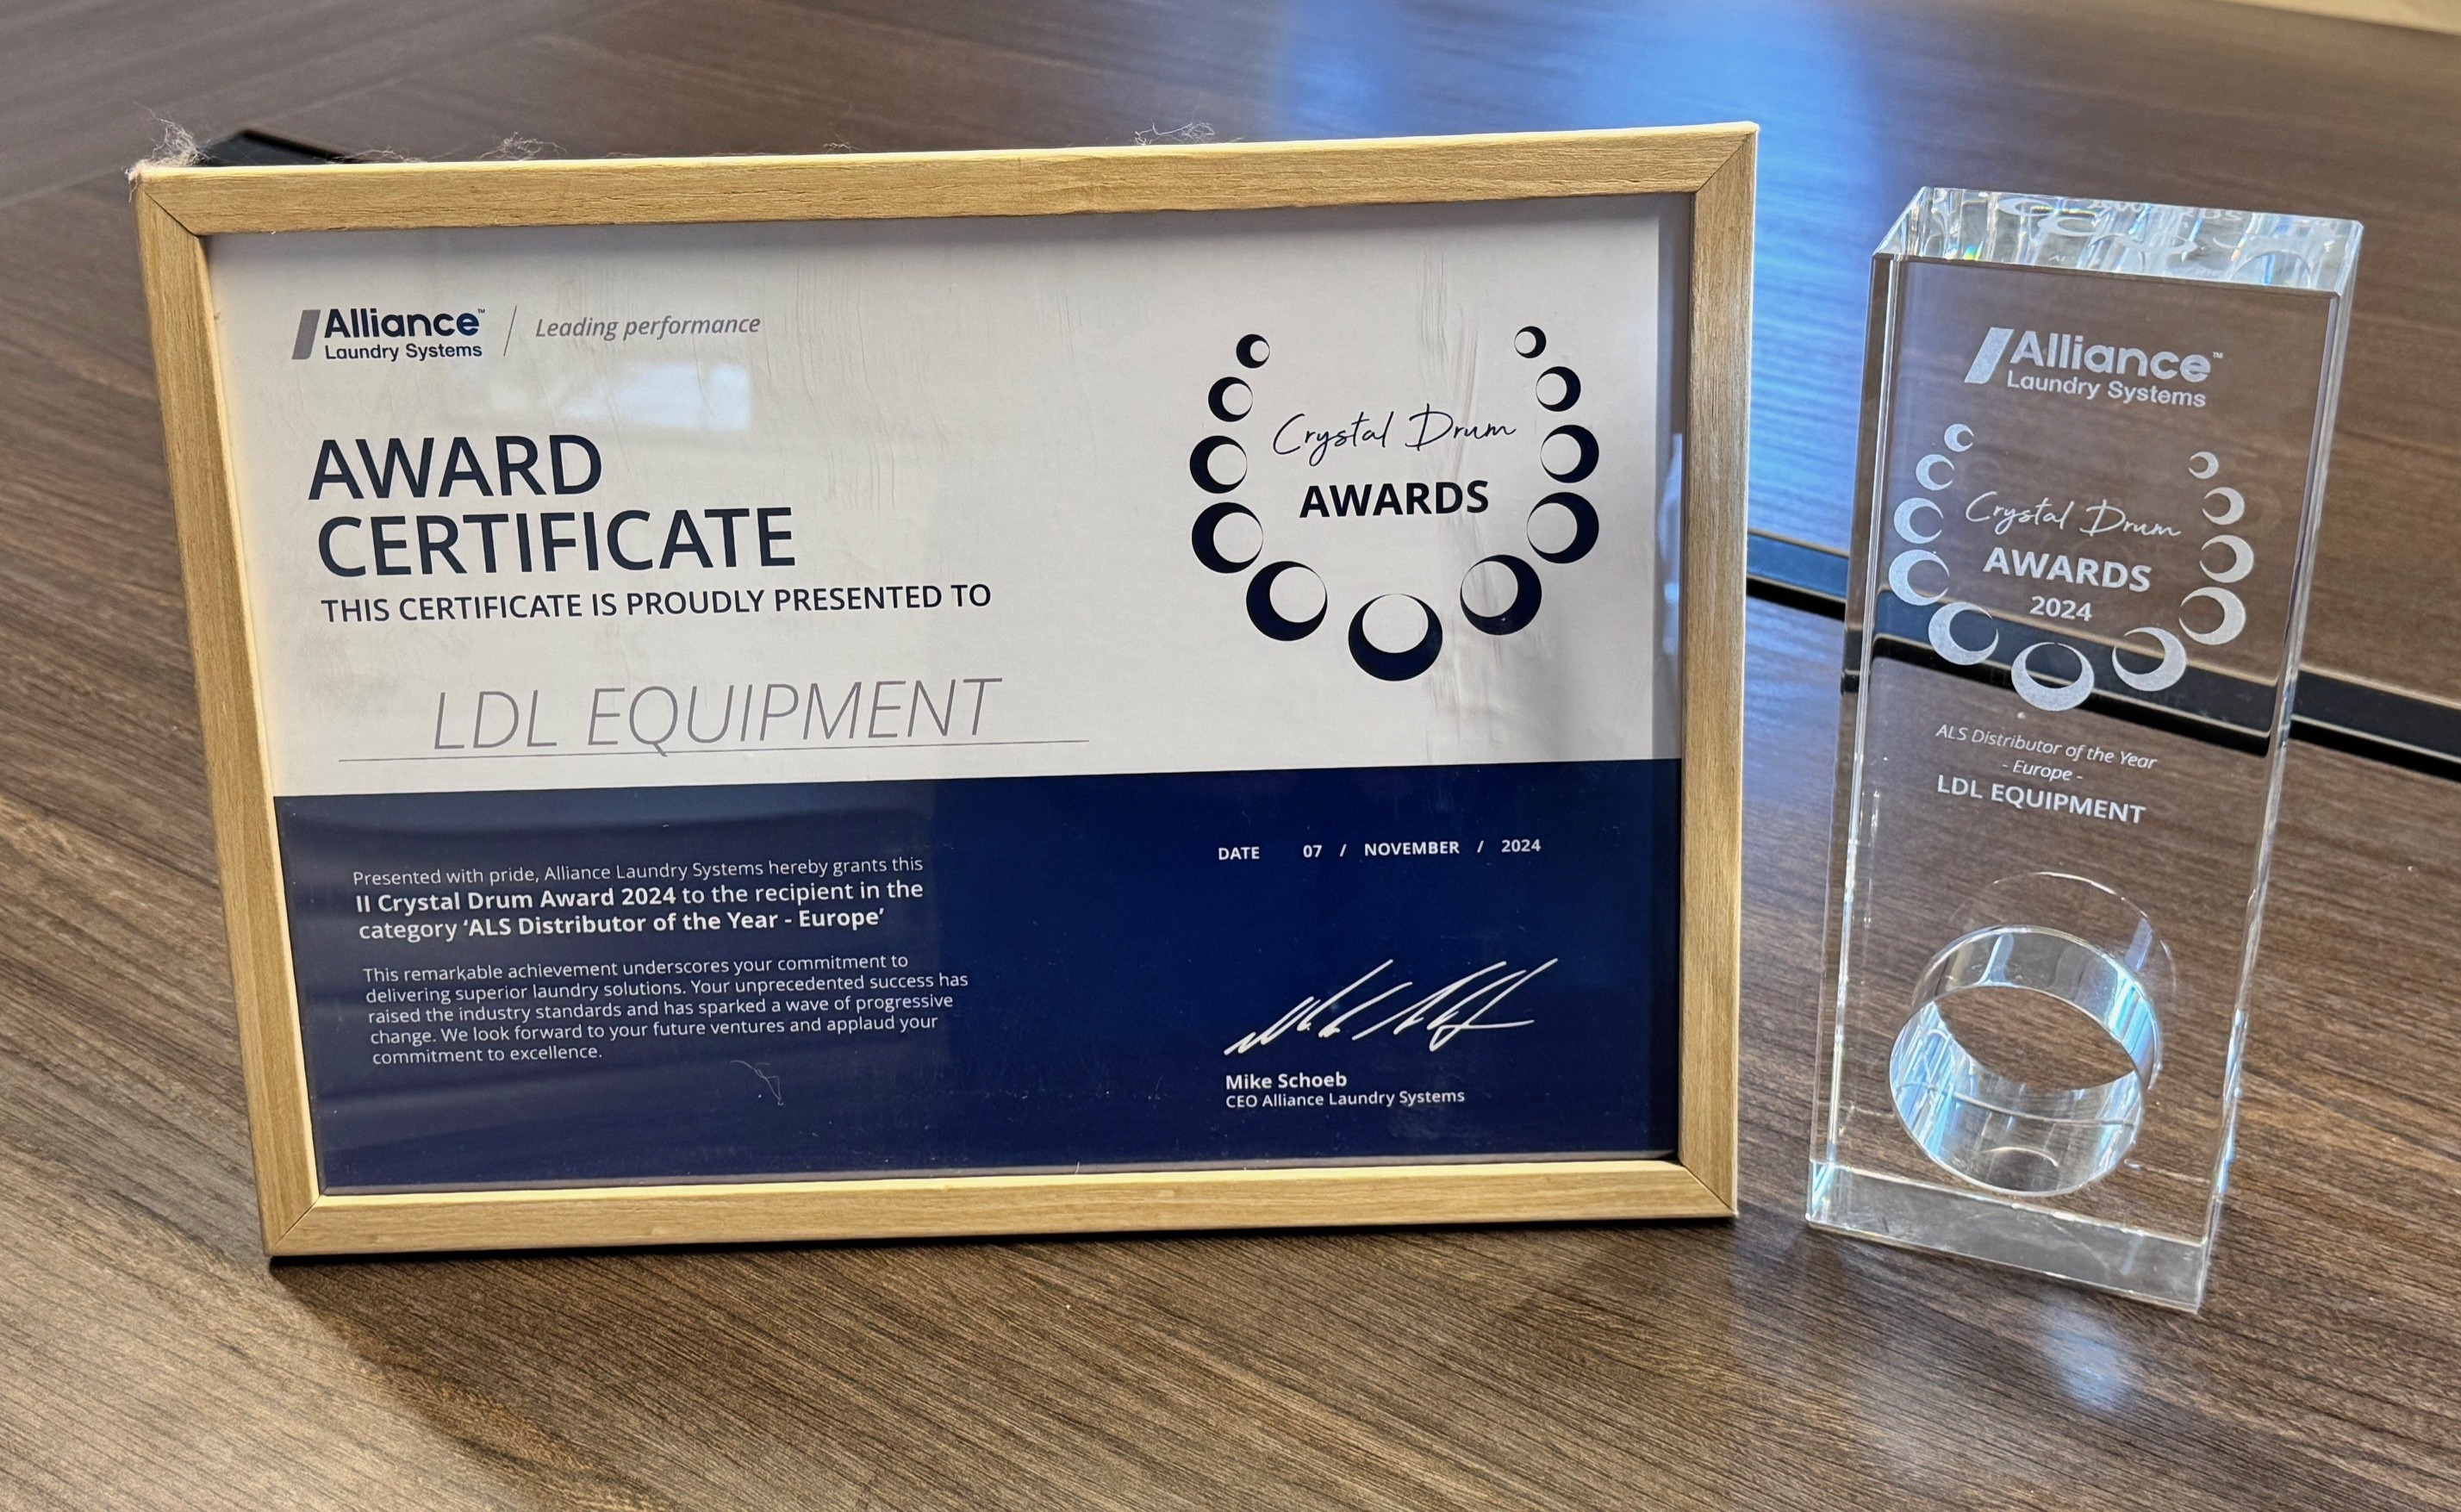 Alliance™
Laundry Systems
Leading performance
AWARD
CERTIFICATE
THIS CERTIFICATE IS PROUDLY PRESENTED TO
LDL EQUIPMENT
Crystal Drum
AWARDS
Presented with pride, Alliance Laundry Systems hereby grants this
II Crystal Drum Award 2024 to the recipient in the
category ‘ALS Distributor of the Year - Europe’
This remarkable achievement underscores your commitment to
delivering superior laundry solutions. Your unprecedented success has
raised the industry standards and has sparked a wave of progressive
change. We look forward to your future ventures and applaud your
commitment to excellence.
DATE 07 / NOVEMBER / 2024
Mike Schoeb
CEO Alliance Laundry Systems
Alliance™
Laundry Systems
Crystal Drum
AWARDS
2024
ALS Distributor of the Year
- Europe -
LDL EQUIPMENT